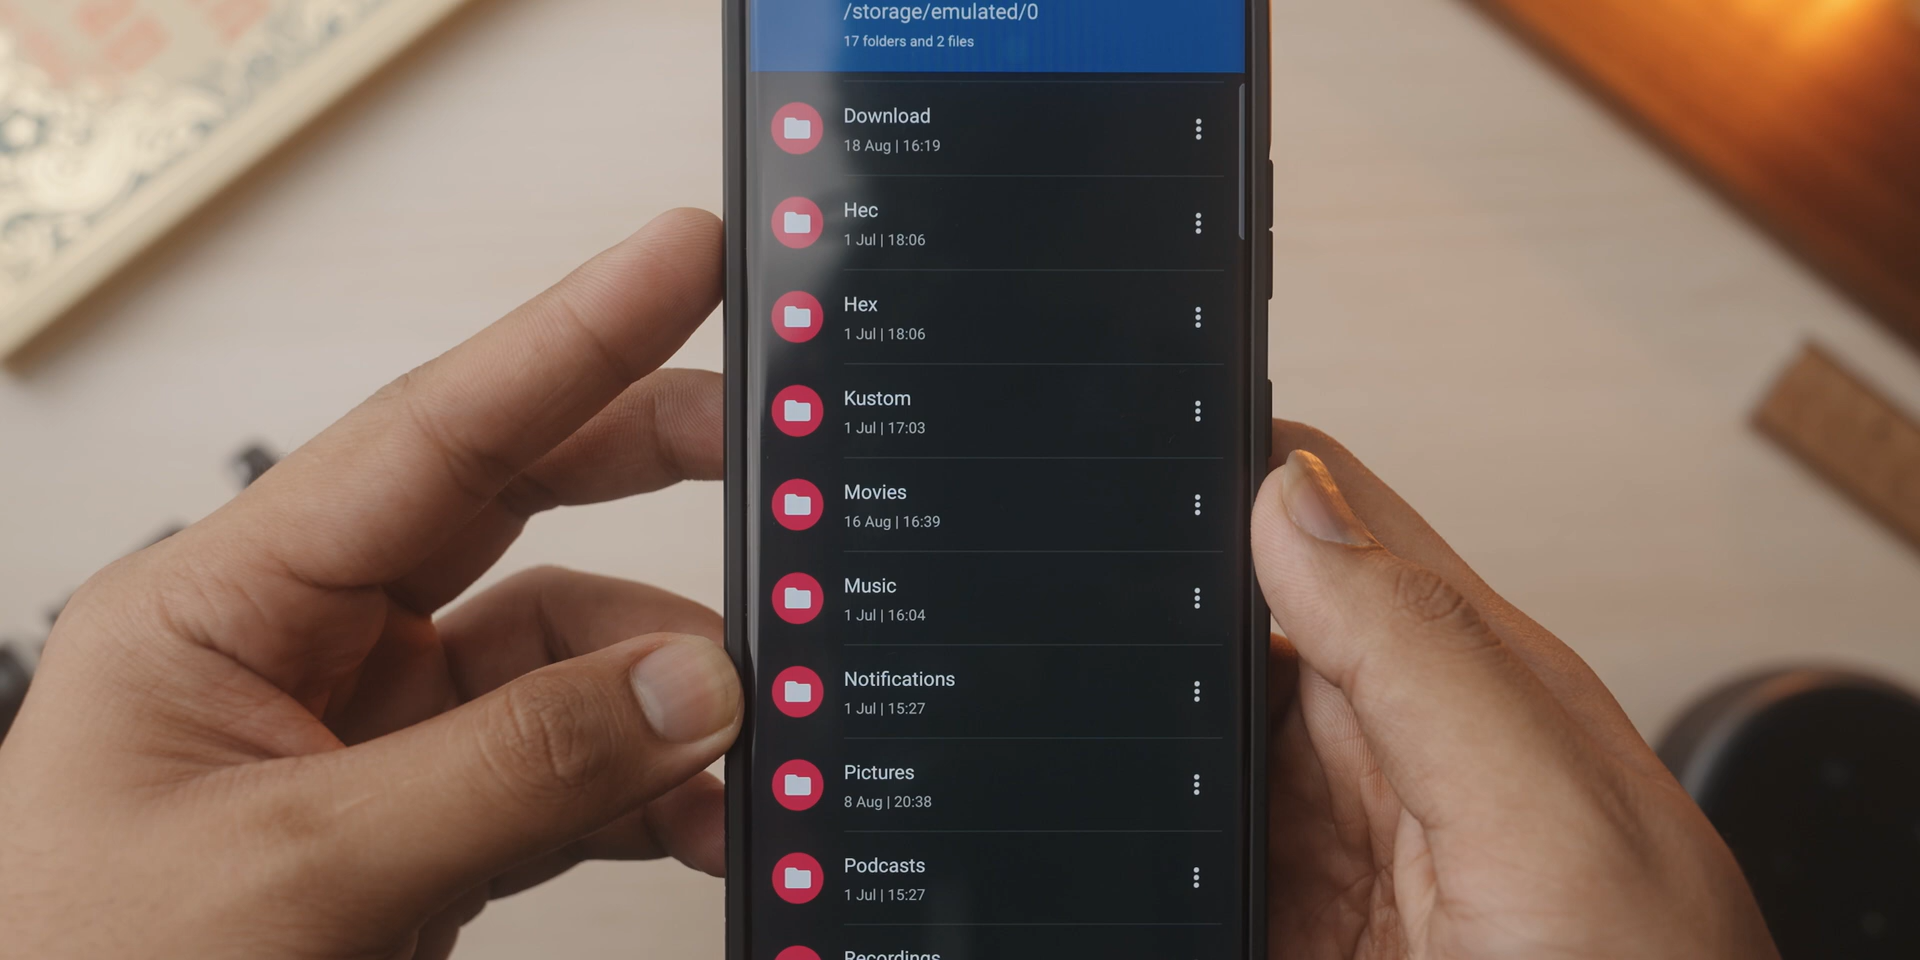 /storage/emulated/0
17 folders and 2 files
Download
18 Aug | 16:19
Hec
1 Jul | 18:06
Hex
1 Jul | 18:06
Kustom
1 Jul | 17:03
Movies
16 Aug | 16:39
Music
1 Jul | 16:04
Notifications
1 Jul | 15:27
Pictures
8 Aug | 20:38
Podcasts
1 Jul | 15:27
Recordings